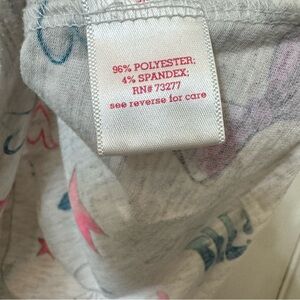 96% POLYESTER;
4% SPANDEX;
RN# 73277
see reverse for care